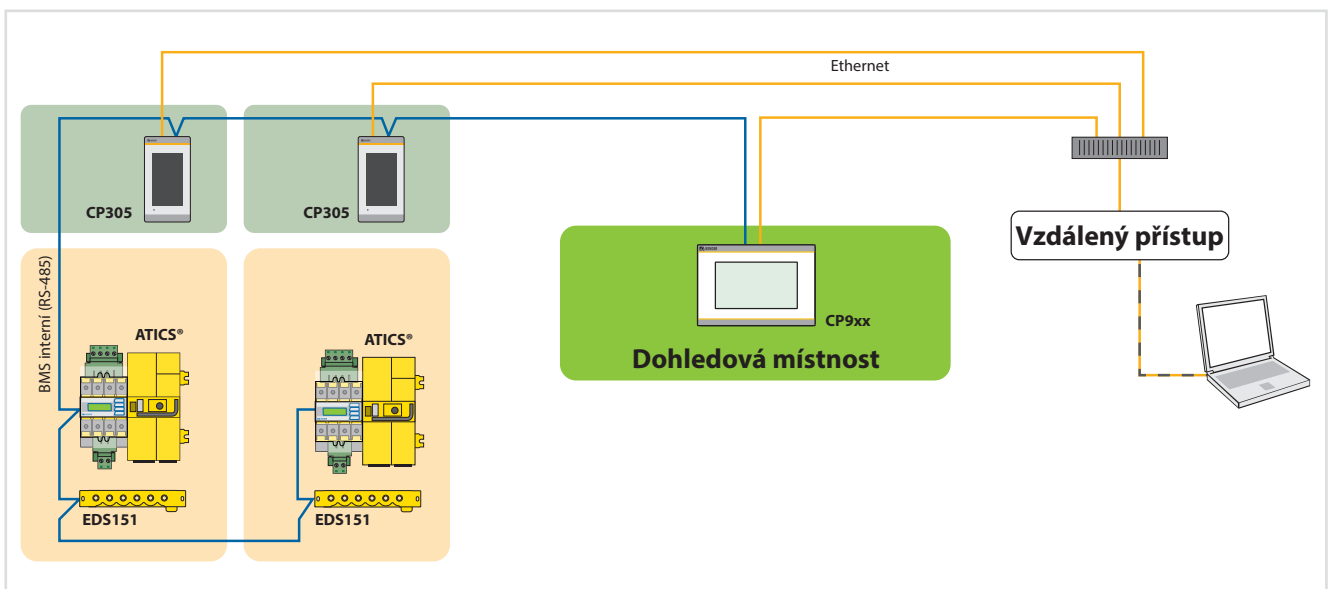 Ethernet
CP305
CP305
Vzdálený přístup
BMS interní (RS-485)
CP9xx
Dohledová místnost
ATICS®
ATICS®
EDS151
EDS151